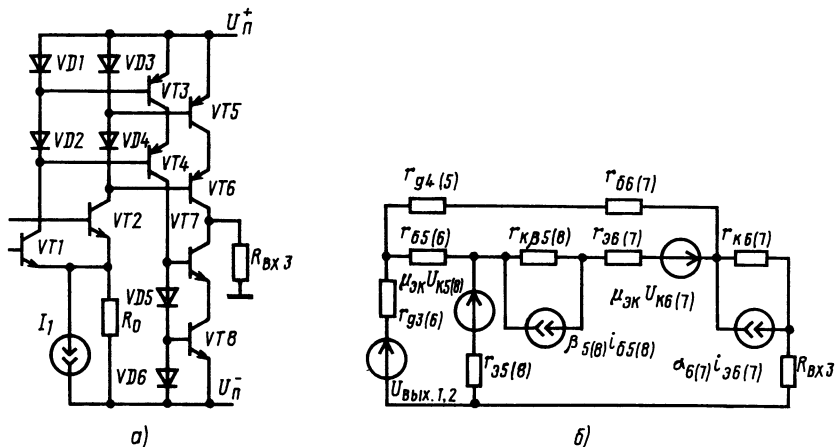 U_п^+
VD1
VD3
VT3
VT5
VD2
VD4
VT4
VT6
VT2
VT7
VT1
R_вх3
VD5
I_1
R_0
VT8
VD6
U_п^-
а)
r_д4(5)
r_б6(7)
r_б5(6)
r_кβ5(8)
r_э6(7)
r_к6(7)
μ_эк U_к5(8)
r_д3(6)
μ_эк U_к6(7)
β_5(8) i_б5(8)
r_э5(8)
α_6(7) i_э6(7)
R_вх3
U_вых.1,2
б)